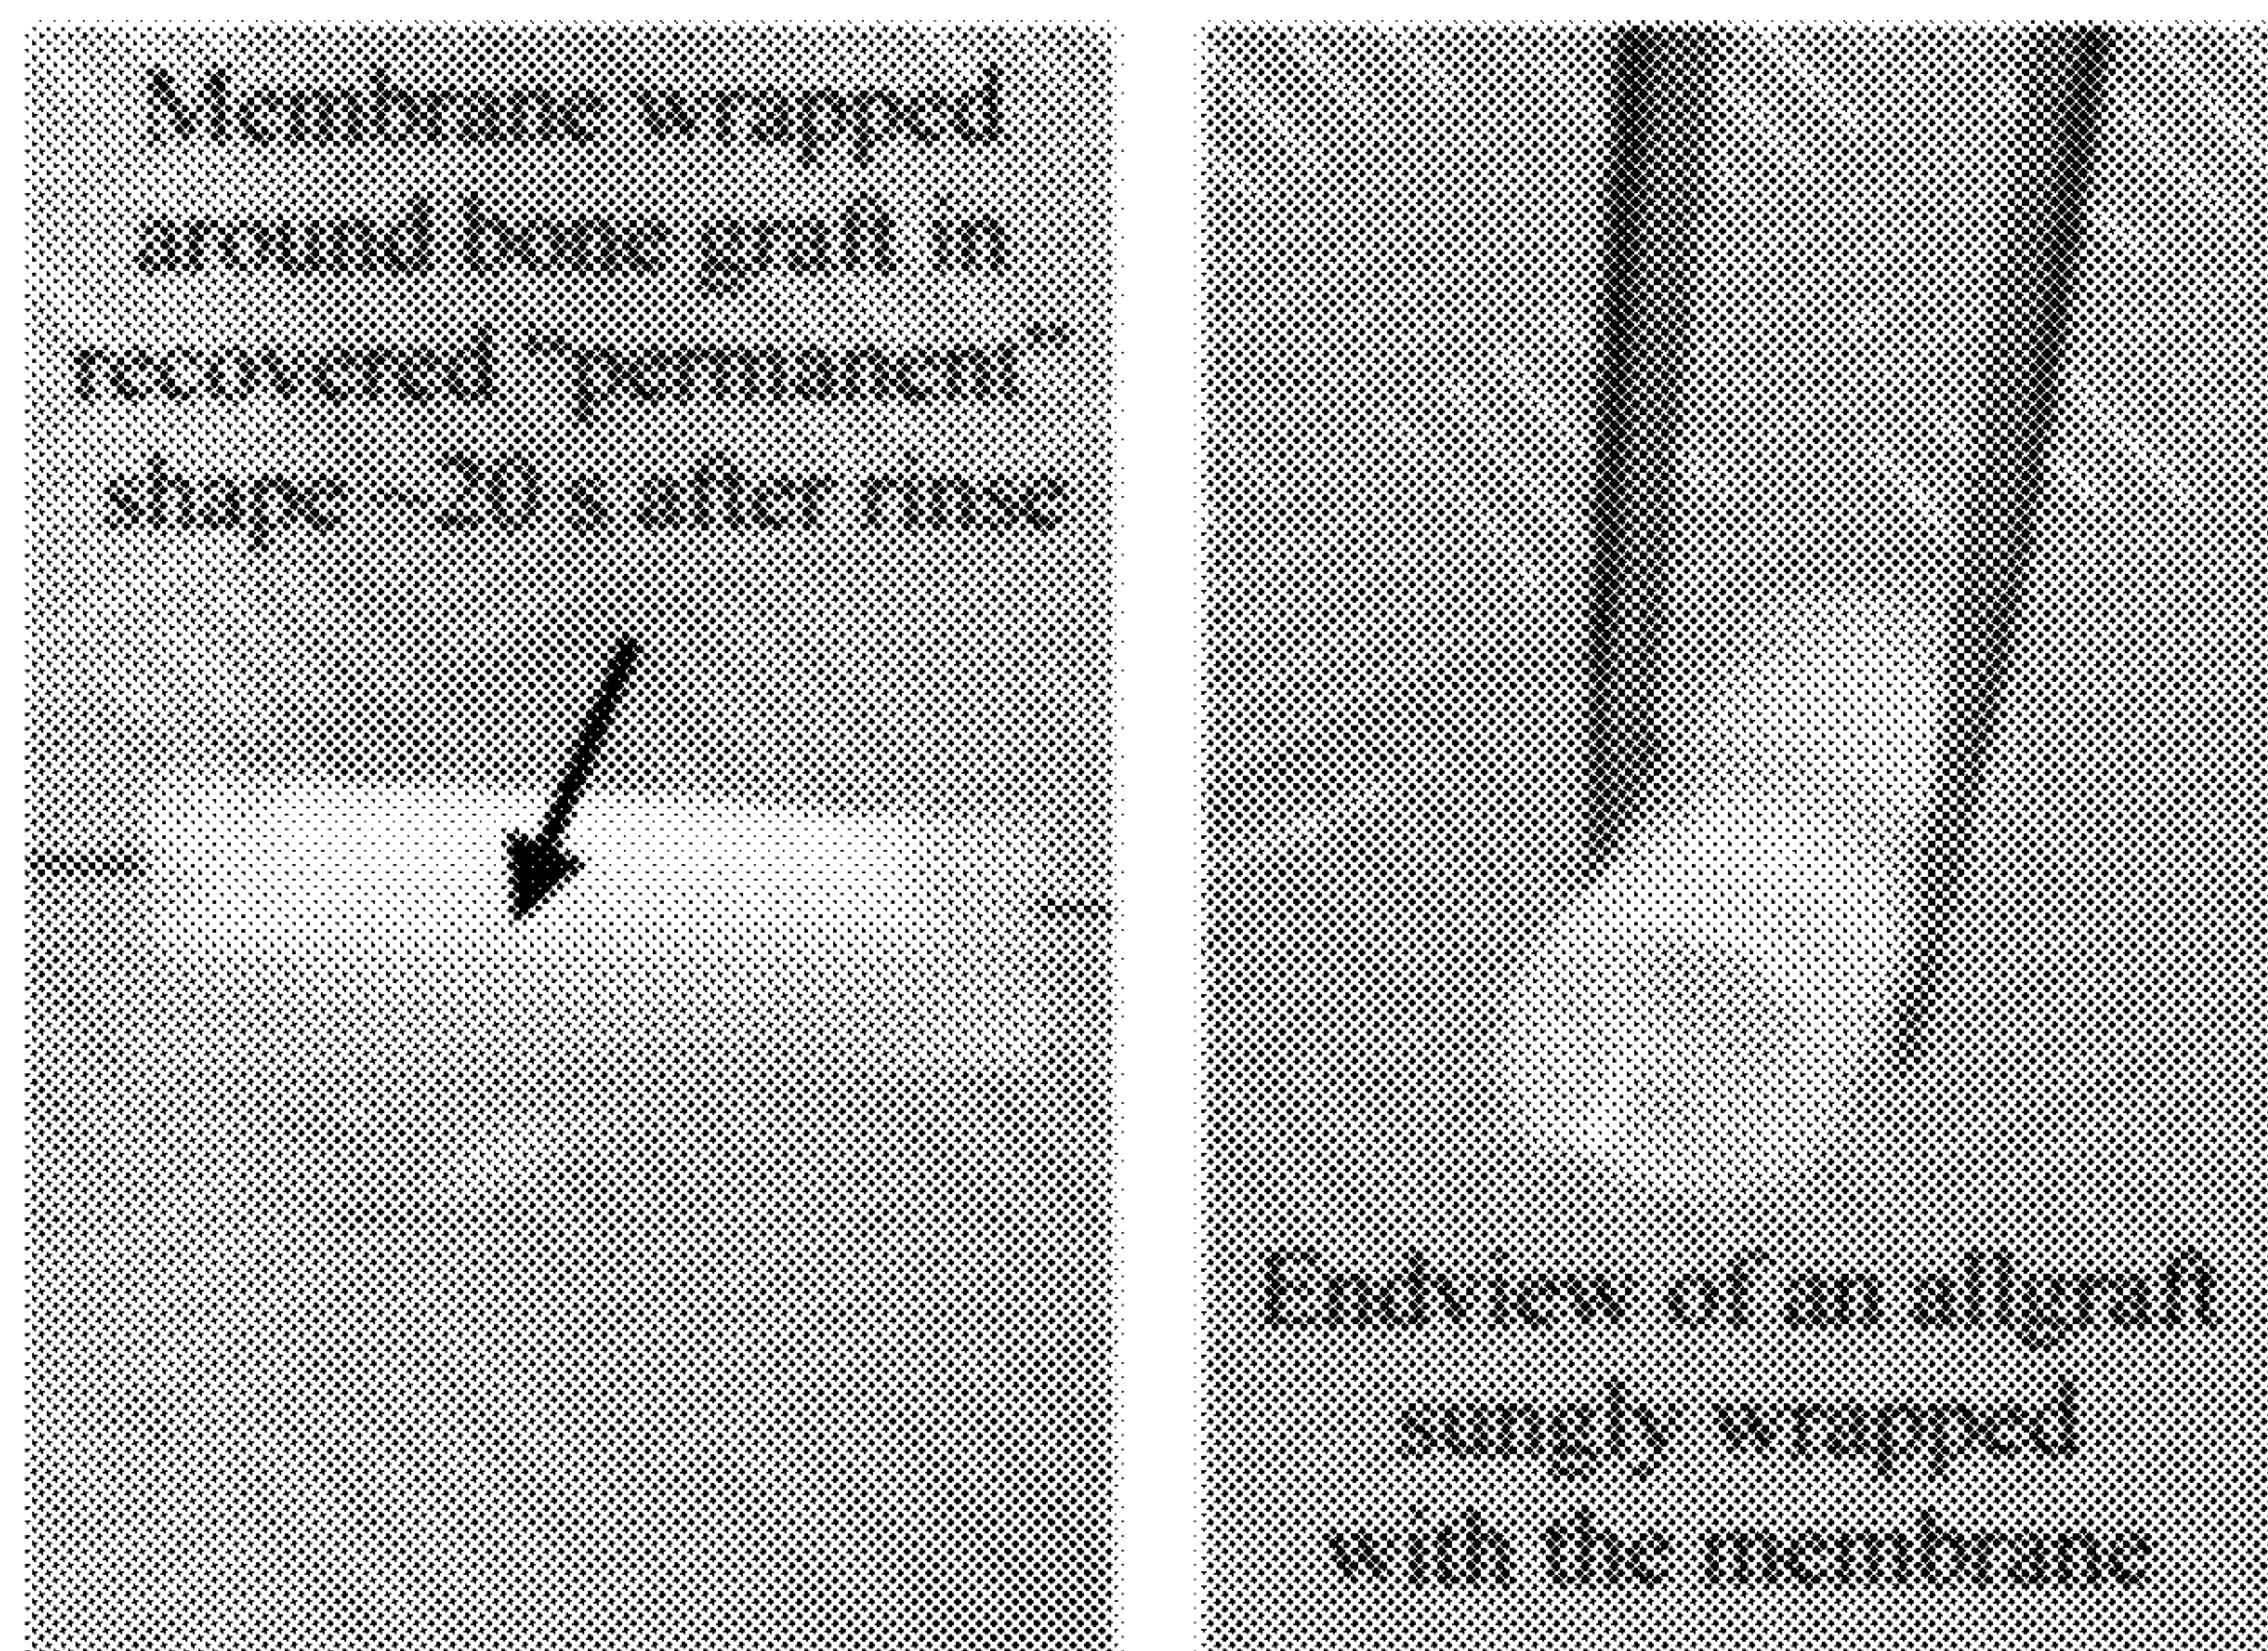 Membrane wrapped
around bone graft in
recovered "permanent"
shape ~20 s after rinse
Endview of an allgraft
sungly wrapped
with the membrane